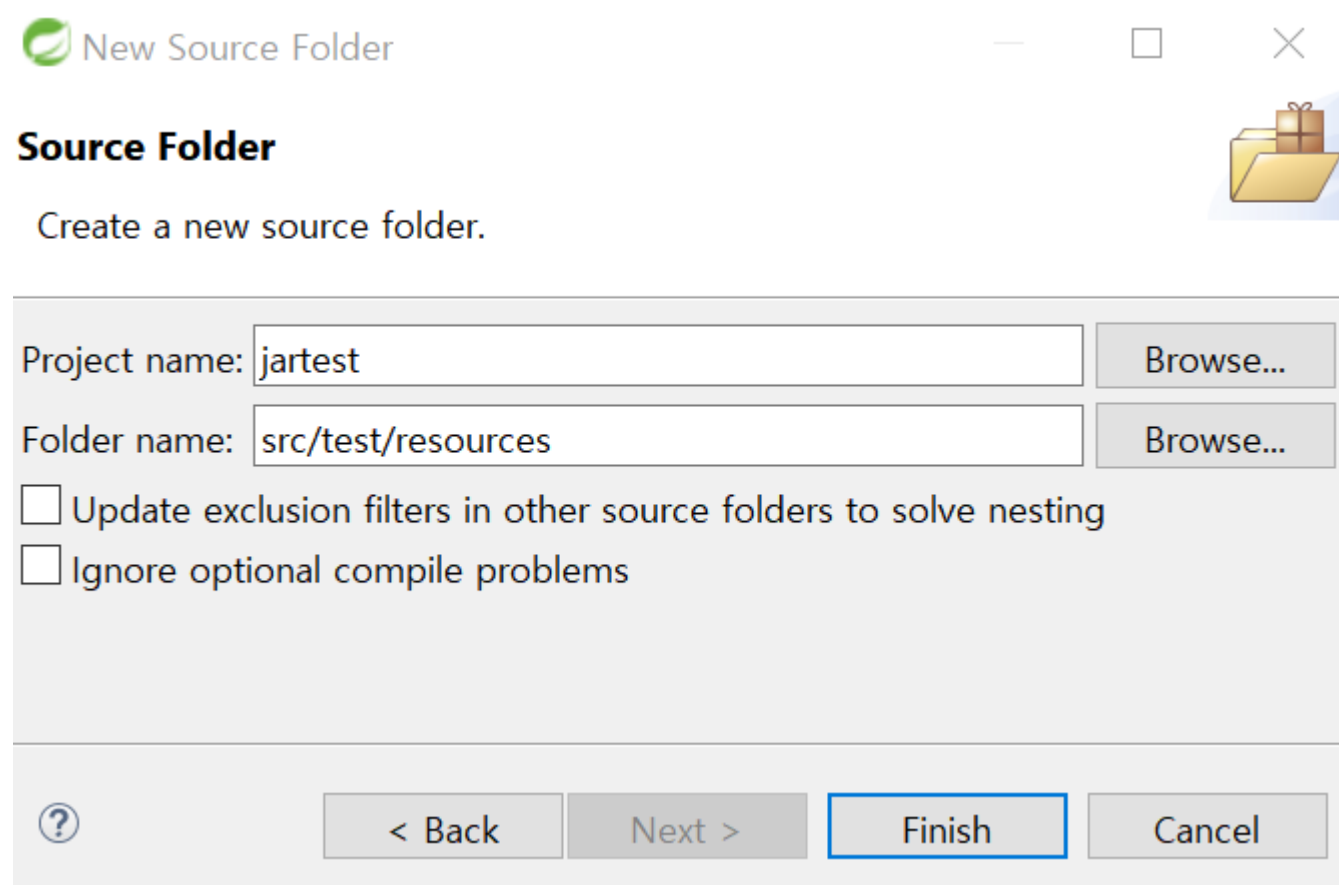 New Source Folder
Source Folder
Create a new source folder.
Project name: jartest Browse...
Folder name: src/test/resources Browse...
Update exclusion filters in other source folders to solve nesting
Ignore optional compile problems
? < Back Next > Finish Cancel